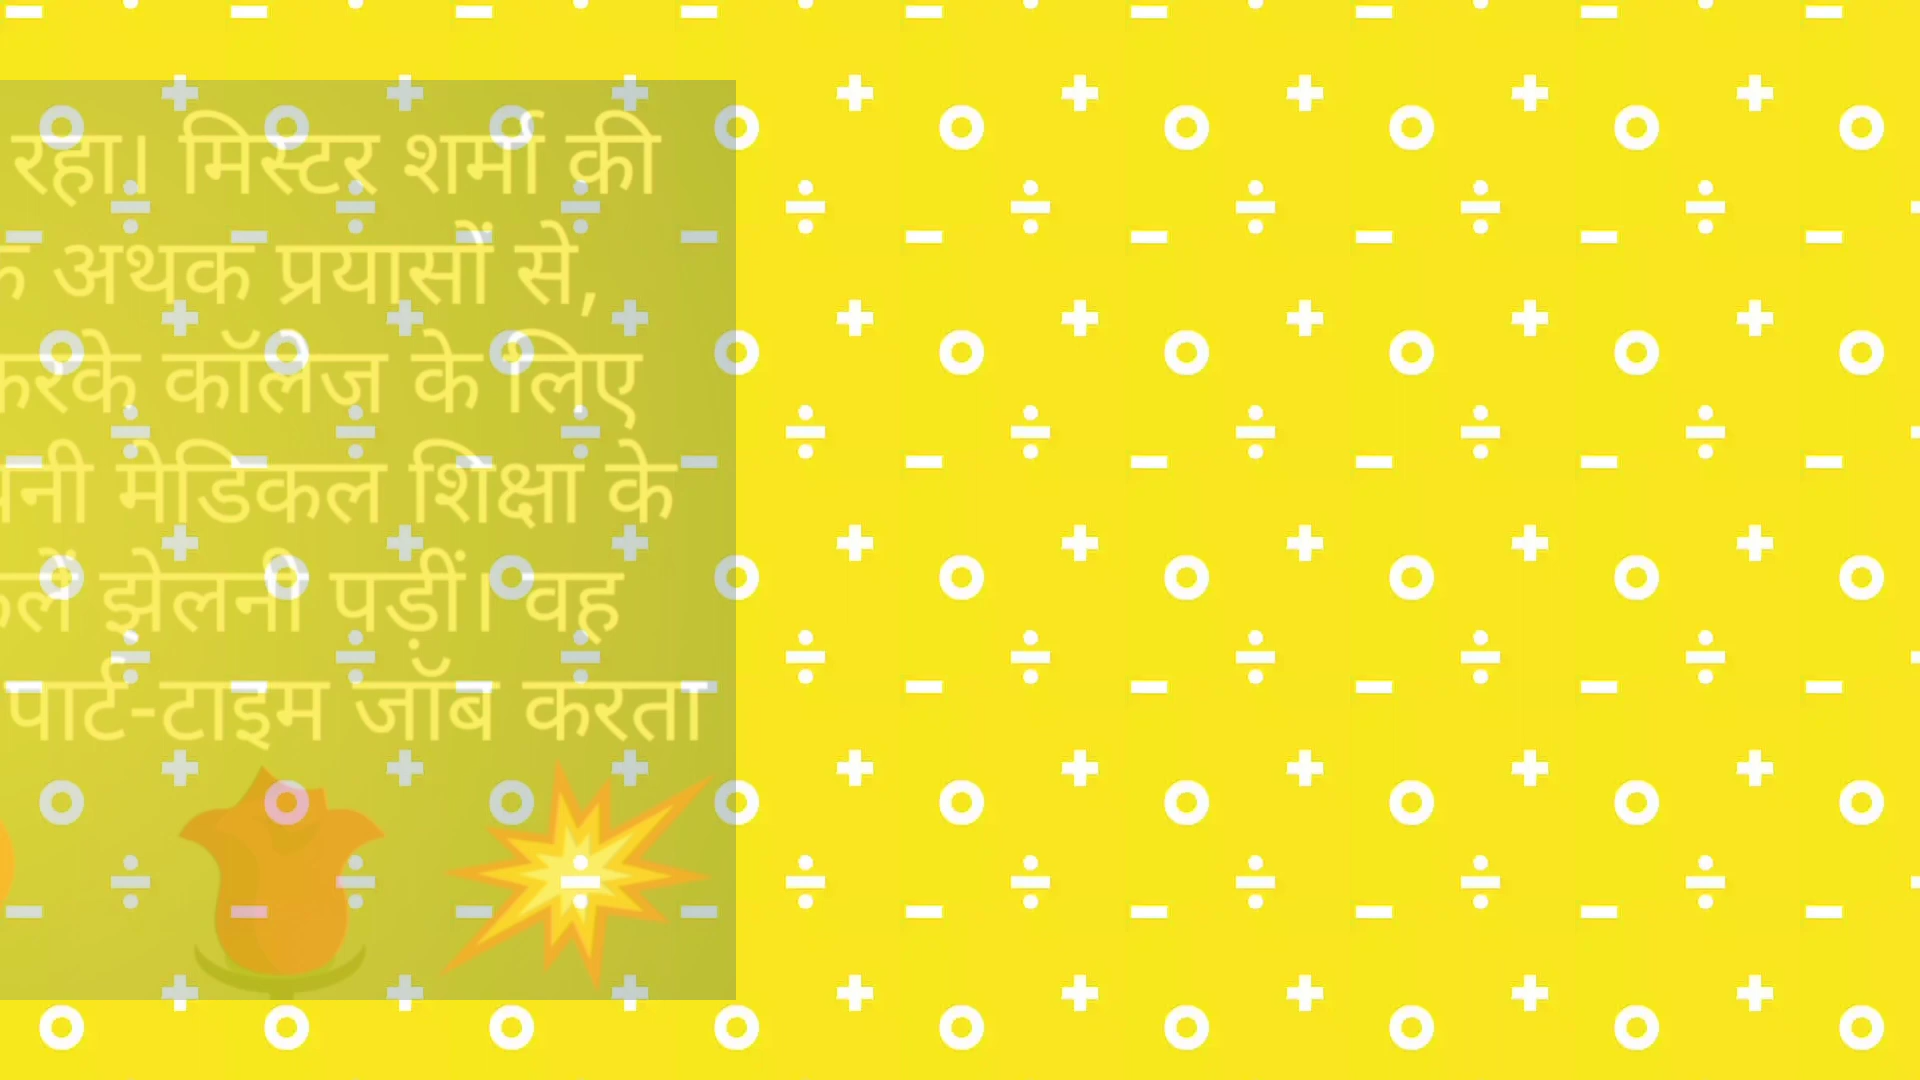 रहा। मिस्टर शर्मा की
अथक प्रयासों से,
करके कॉलेज के लिए
मेडिकल शिक्षा के
झेलनी पड़ीं। वह
पार्ट-टाइम जॉब करता